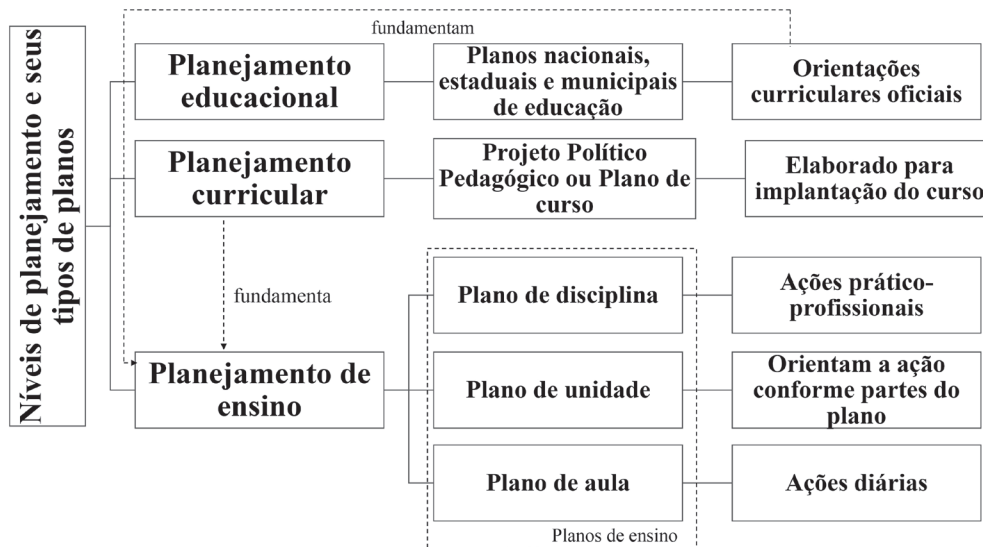 Níveis de planejamento e seus
tipos de planos
fundamentam
Planejamento
educacional
Planos nacionais,
estaduais e municipais
de educação
Orientações
curriculares oficiais
Planejamento
curricular
Projeto Político
Pedagógico ou Plano de
curso
Elaborado para
implantação do curso
fundamenta
Planejamento de
ensino
Plano de disciplina
Ações prático-
profissionais
Plano de unidade
Orientam a ação
conforme partes do
plano
Plano de aula
Ações diárias
Planos de ensino